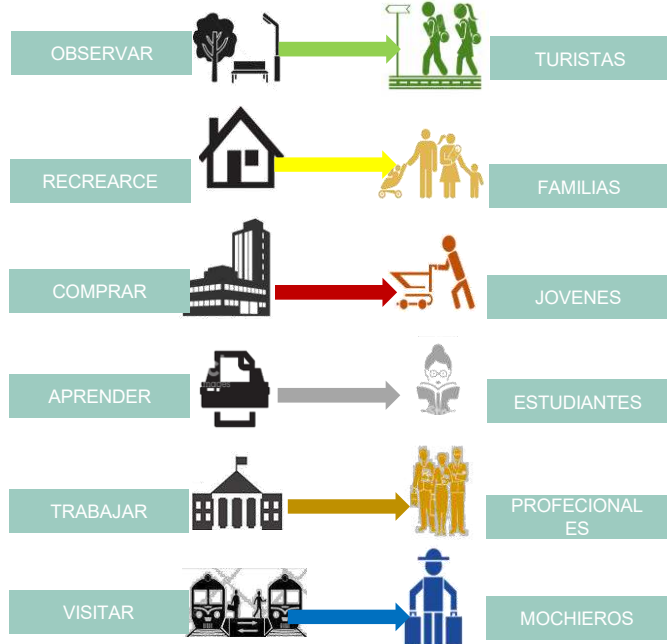 OBSERVAR
TURISTAS
RECREARCE
FAMILIAS
COMPRAR
JOVENES
APRENDER
ESTUDIANTES
TRABAJAR
PROFECIONAL
ES
VISITAR
MOCHIEROS